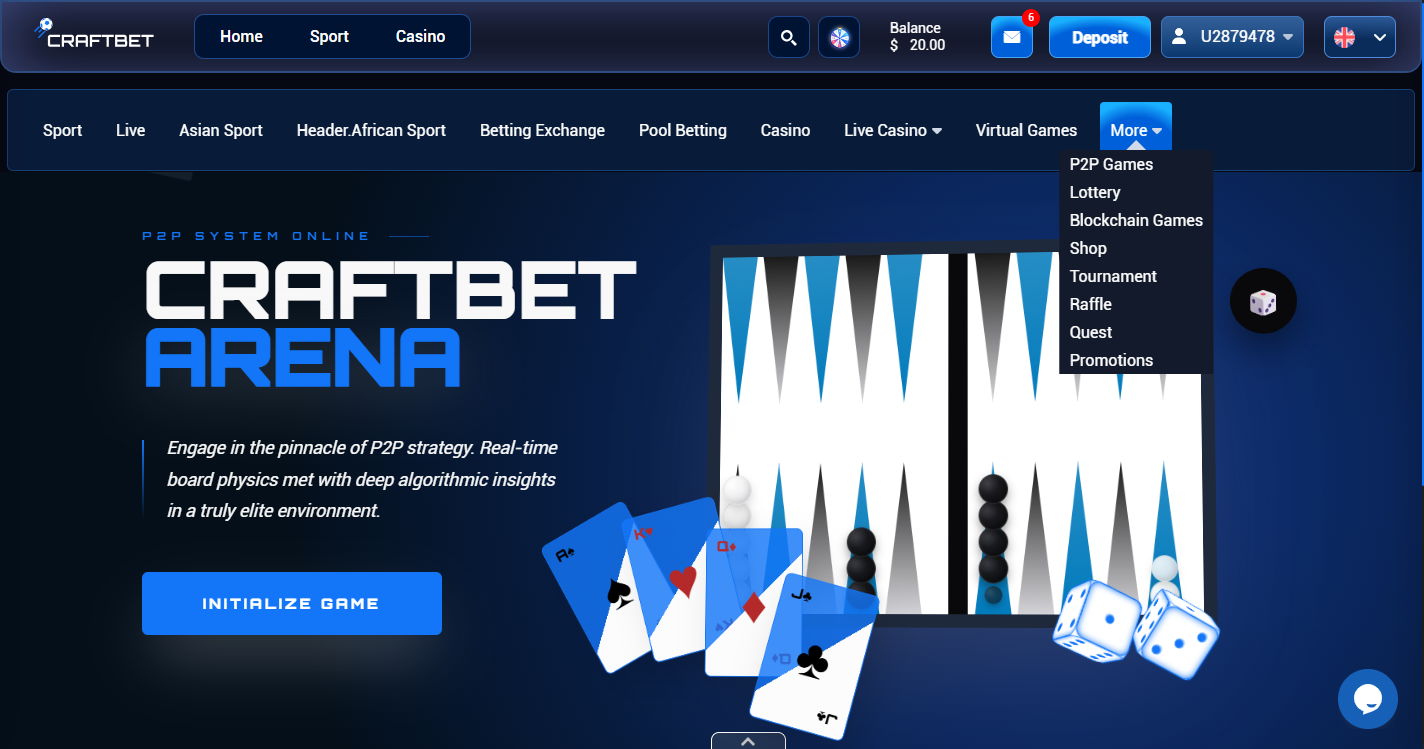 CRAFTBET
Home Sport Casino
Balance
$ 20.00
6
Deposit
U2879478
Sport Live Asian Sport Header.African Sport Betting Exchange Pool Betting Casino Live Casino Virtual Games More
P2P Games
Lottery
Blockchain Games
Shop
Tournament
Raffle
Quest
Promotions
P2P SYSTEM ONLINE
CRAFTBET
ARENA
Engage in the pinnacle of P2P strategy. Real-time
board physics met with deep algorithmic insights
in a truly elite environment.
INITIALIZE GAME
A♠
K♥
Q♦
J♣
A
Q♦
J♣